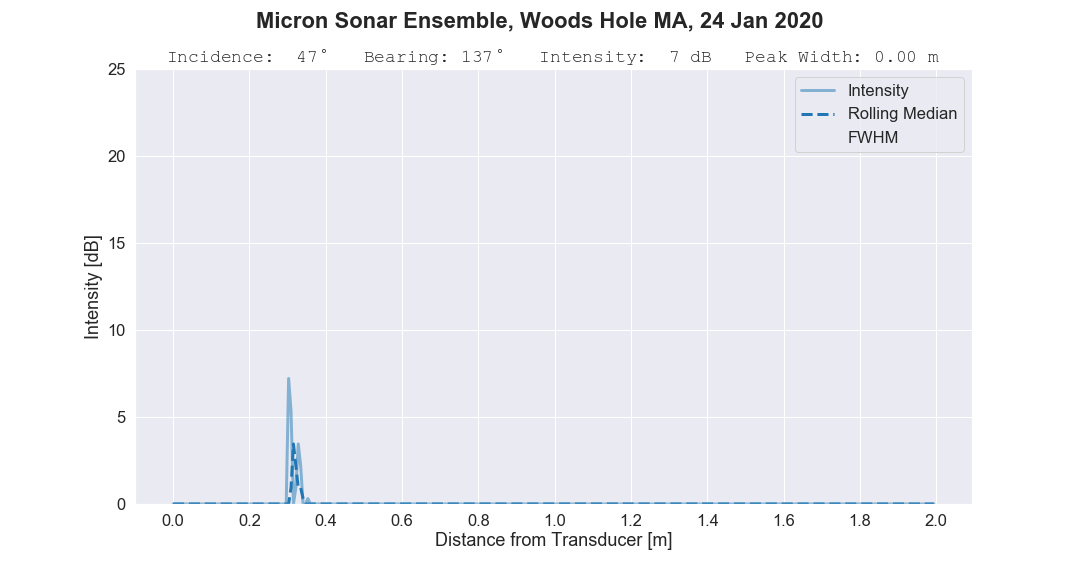 Micron Sonar Ensemble, Woods Hole MA, 24 Jan 2020
Incidence:  47°   Bearing: 137°   Intensity:  7 dB   Peak Width: 0.00 m
25
20
15
10
5
0
Intensity [dB]
Intensity
Rolling Median
FWHM
0.0 0.2 0.4 0.6 0.8 1.0 1.2 1.4 1.6 1.8 2.0
Distance from Transducer [m]